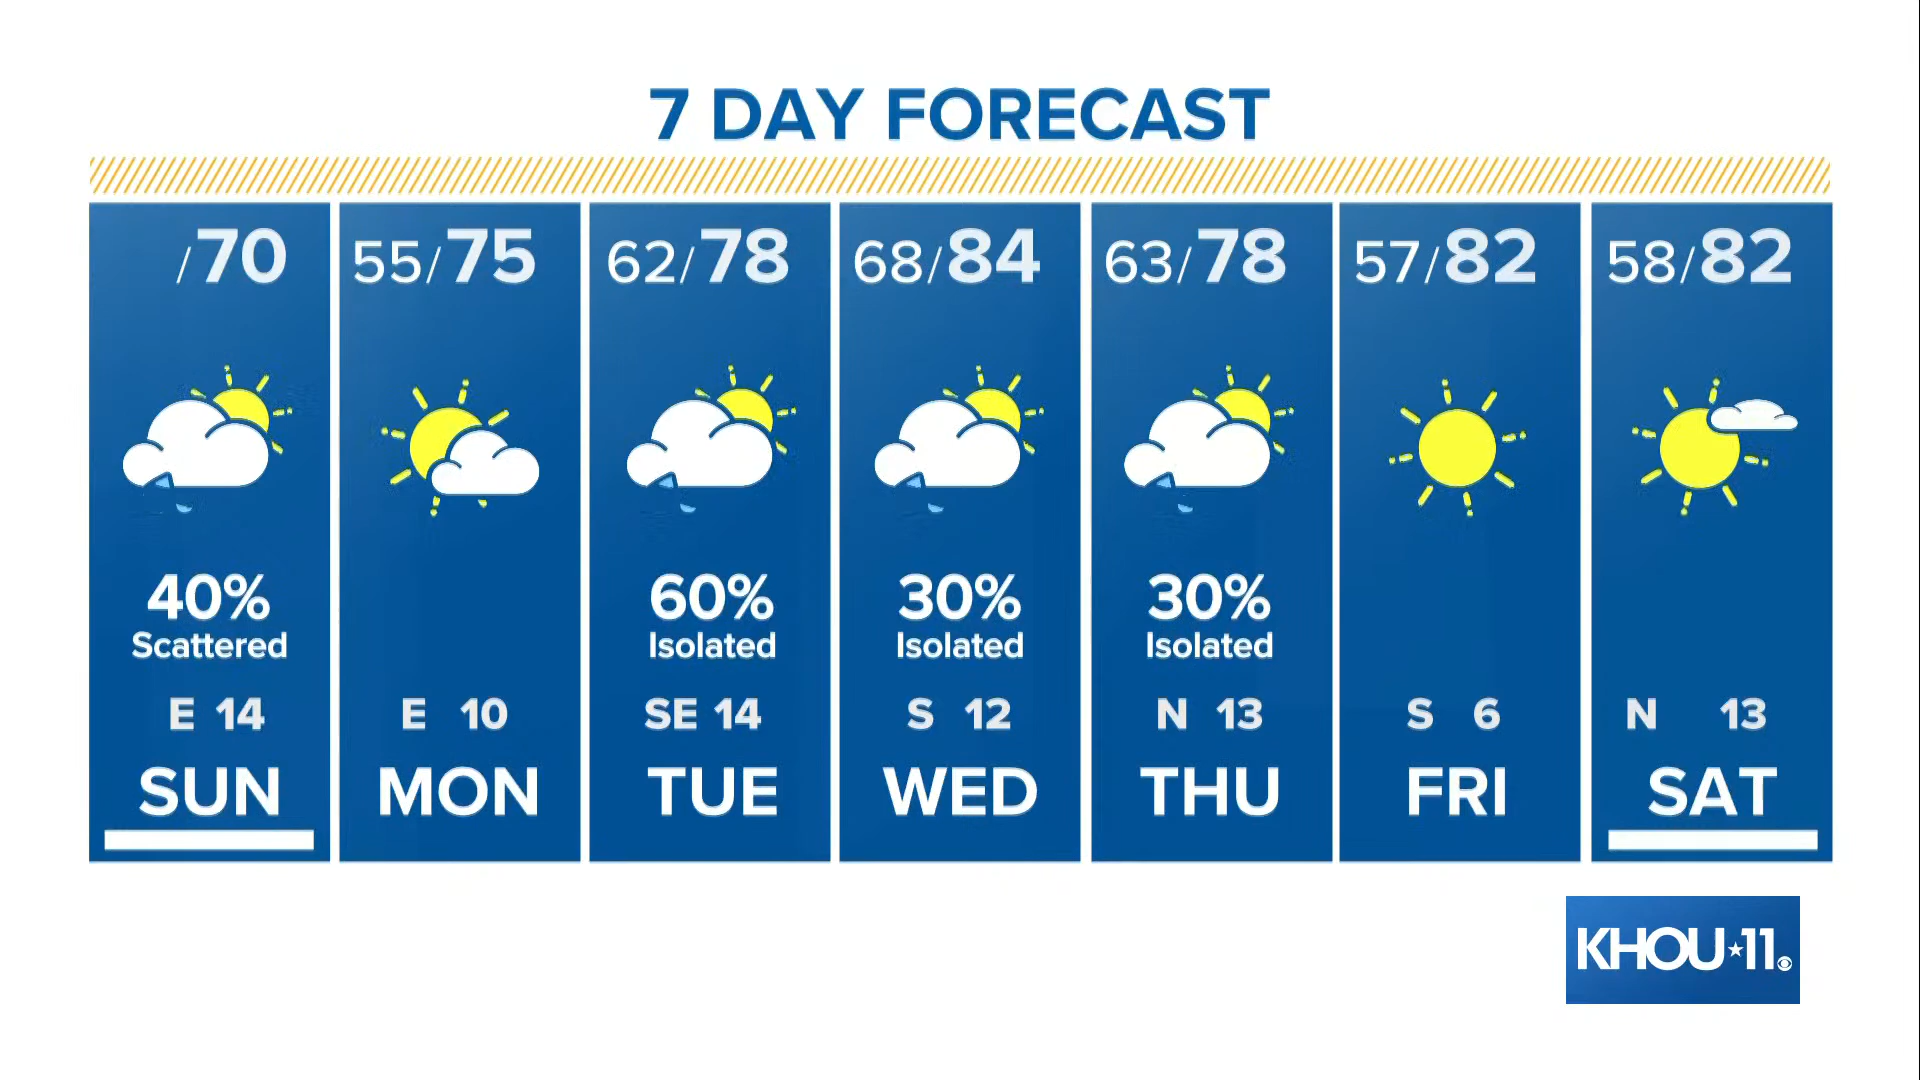 7 DAY FORECAST
/70
55/75
62/78
68/84
63/78
57/82
58/82
40%
Scattered
60%
Isolated
30%
Isolated
30%
Isolated
E 14
E 10
SE 14
S 12
N 13
S 6
N 13
SUN
MON
TUE
WED
THU
FRI
SAT
KHOU★11